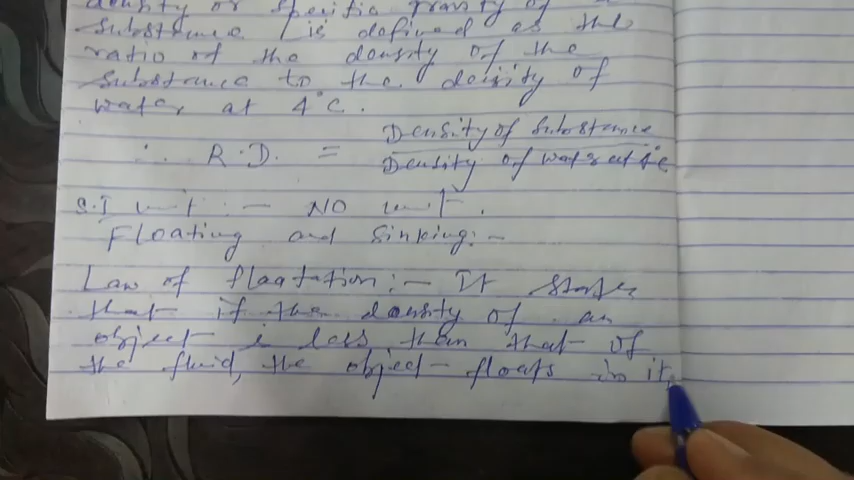 density or specific gravity of a
substance is defined as the
ratio of the density of the
substance to the density of
water at 4°C.
∴ R.D. = Density of substance
Density of water at 4°C
S.I unit :- NO unit.
Floating and Sinking:-
Law of floatation:- It states
that if the density of an
object is less than that of
the fluid, the object floats in it,